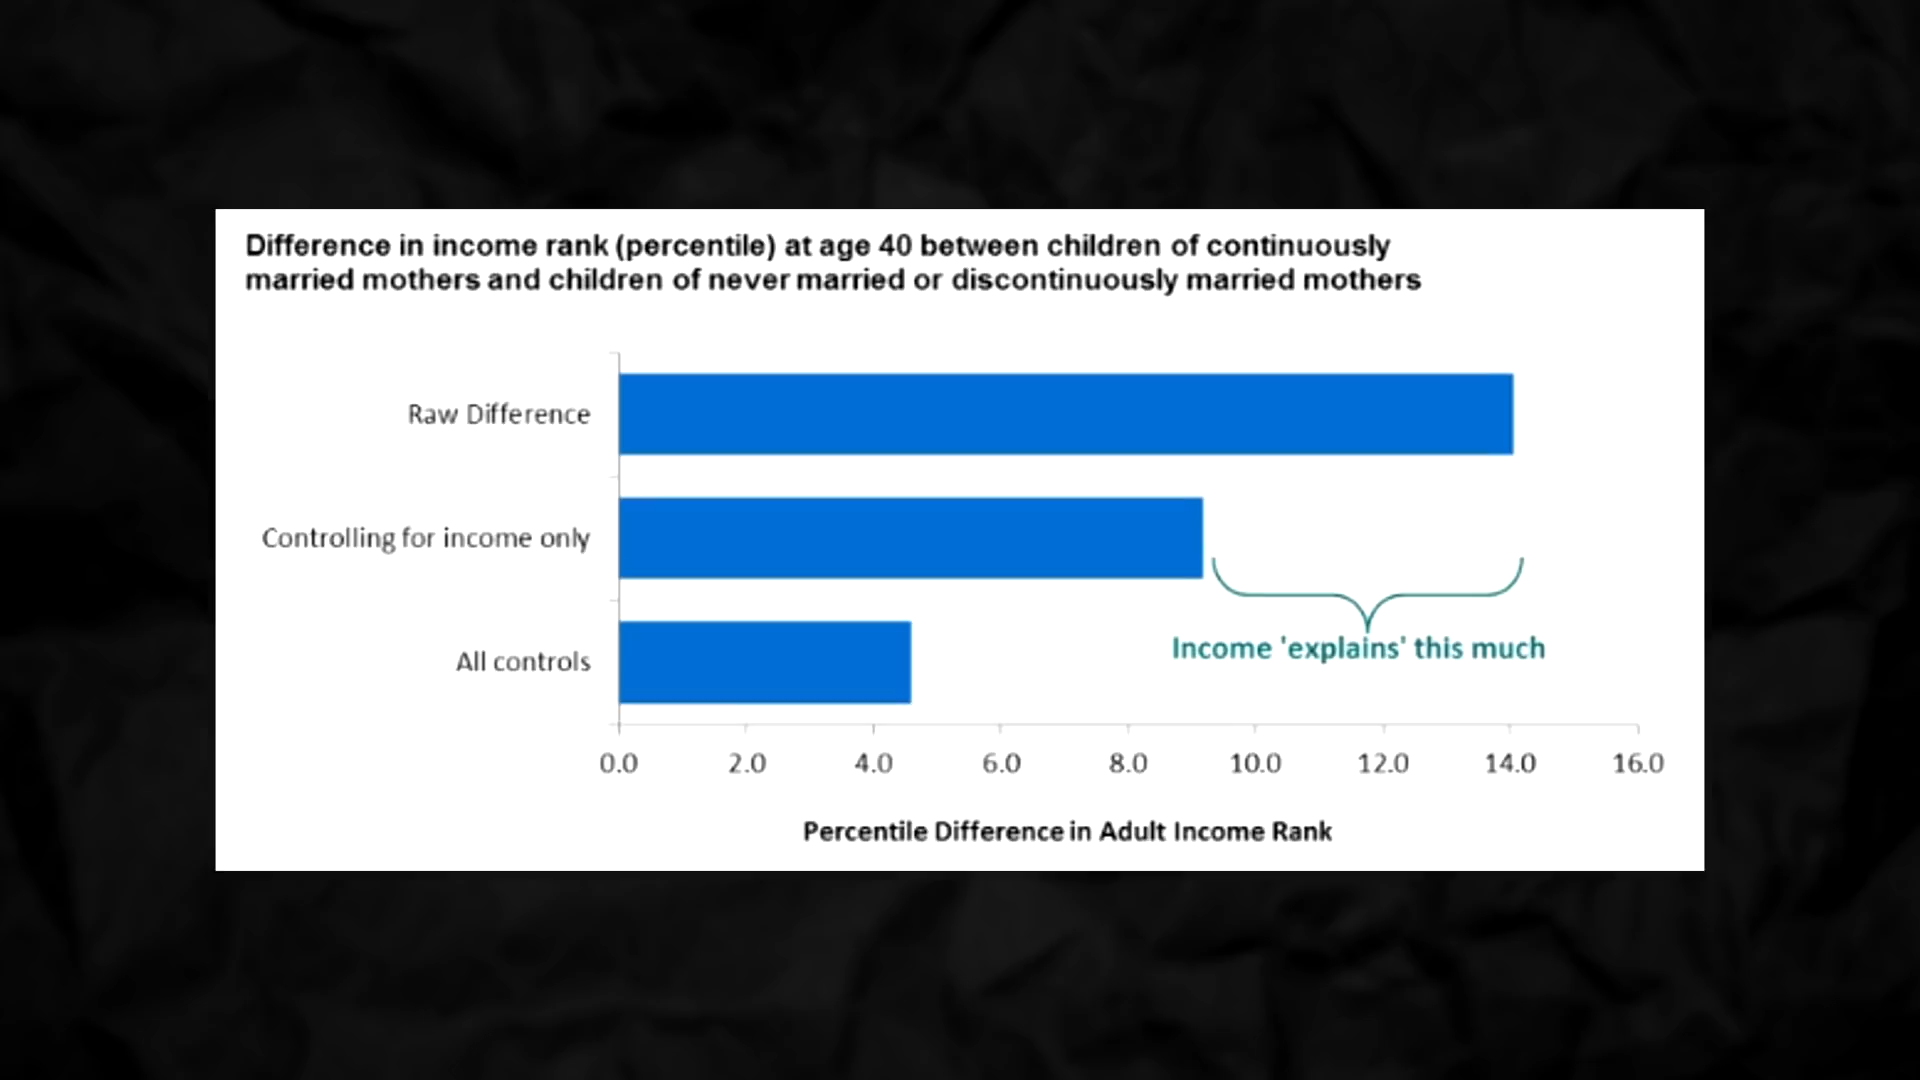 Difference in income rank (percentile) at age 40 between children of continuously
married mothers and children of never married or discontinuously married mothers
Raw Difference
Controlling for income only
All controls
Income 'explains' this much
0.0 2.0 4.0 6.0 8.0 10.0 12.0 14.0 16.0
Percentile Difference in Adult Income Rank